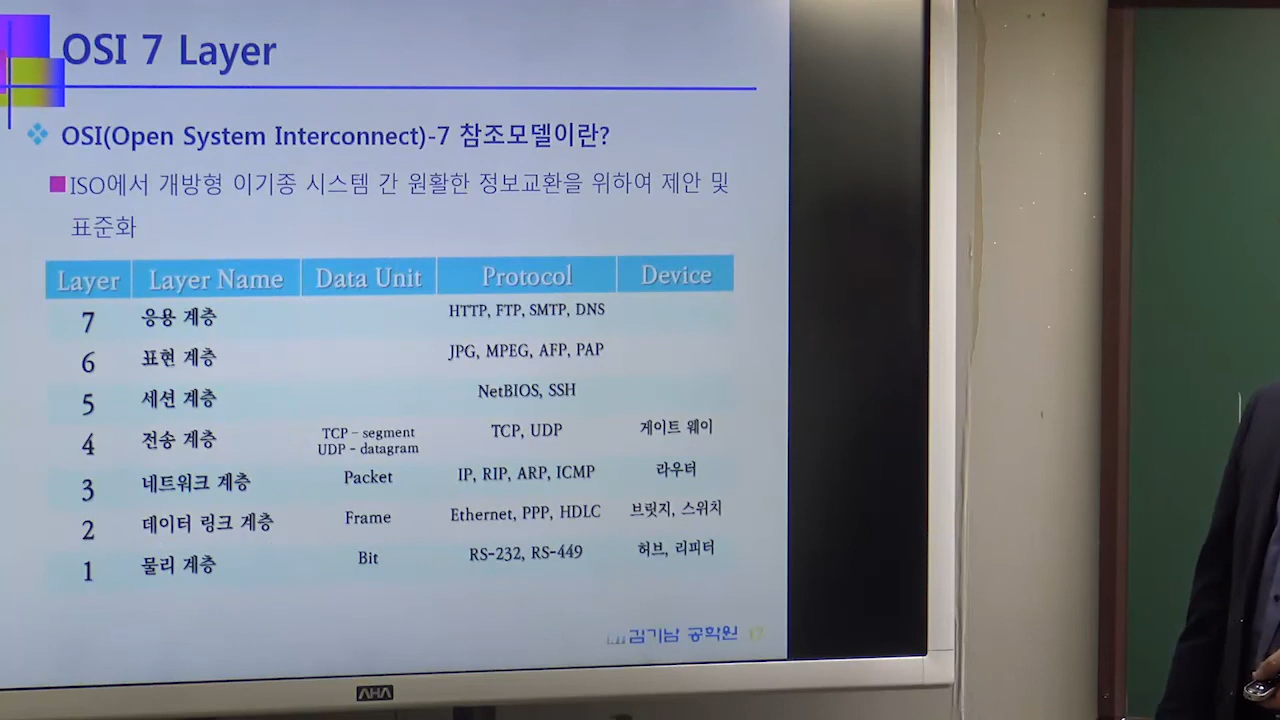 OSI 7 Layer
OSI(Open System Interconnect)-7 참조모델이란?
ISO에서 개방형 이기종 시스템 간 원활한 정보교환을 위하여 제안 및
표준화
Layer Layer Name Data Unit Protocol Device
7 응용 계층 HTTP, FTP, SMTP, DNS
6 표현 계층 JPG, MPEG, AFP, PAP
5 세션 계층 NetBIOS, SSH
4 전송 계층 TCP – segment TCP, UDP 게이트 웨이
UDP - datagram
3 네트워크 계층 Packet IP, RIP, ARP, ICMP 라우터
2 데이터 링크 계층 Frame Ethernet, PPP, HDLC 브릿지, 스위치
1 물리 계층 Bit RS-232, RS-449 허브, 리피터
김기남 공학원 17
AHA